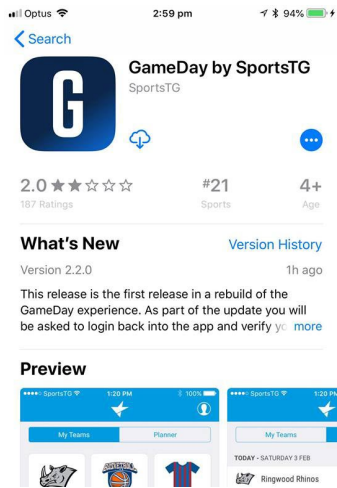 Optus 2:59 pm 94%
Search
GameDay by SportsTG
SportsTG
G
2.0 #21 4+
187 Ratings Sports Age
What's New Version History
Version 2.2.0 1h ago
This release is the first release in a rebuild of the
GameDay experience. As part of the update you will
be asked to login back into the app and verify yo more
Preview
SportsTG 1:20 PM 100% SportsTG 1:20 PM
My Teams Planner My Teams
TODAY - SATURDAY 3 FEB
Ringwood Rhinos